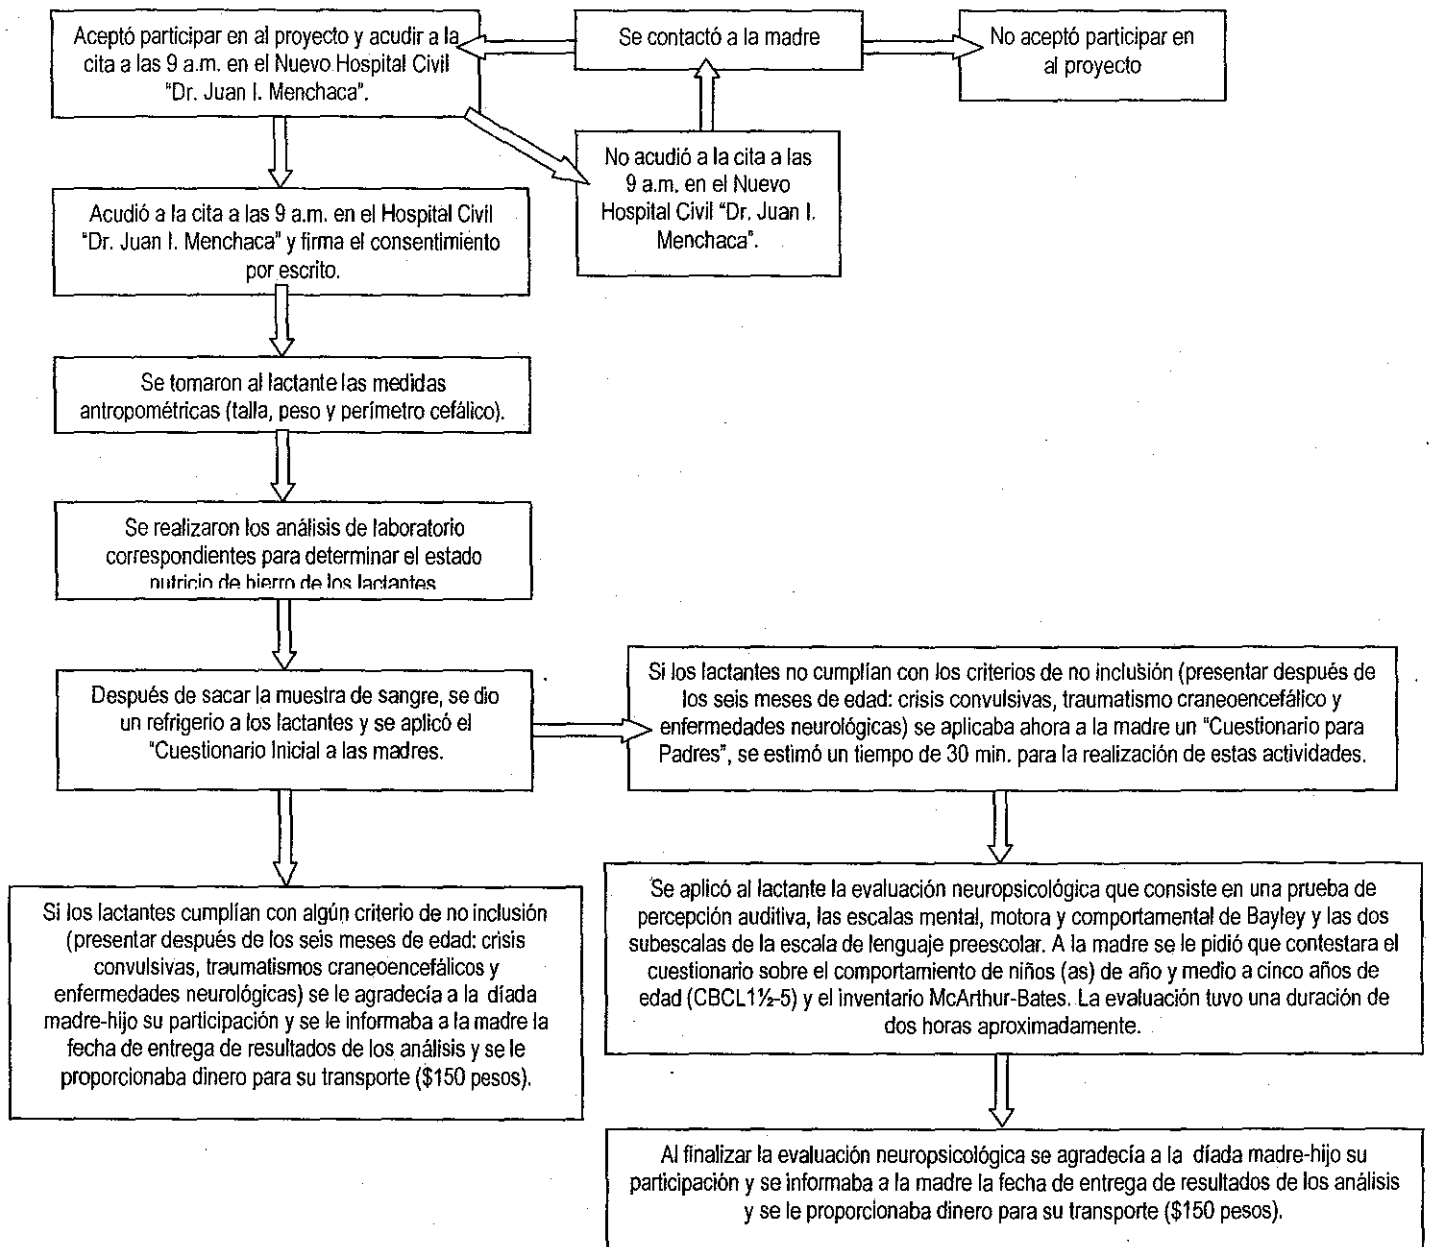 Aceptó participar en al proyecto y acudir a la
cita a las 9 a.m. en el Nuevo Hospital Civil
"Dr. Juan I. Menchaca".
Se contactó a la madre
No aceptó participar en
al proyecto
No acudió a la cita a las
9 a.m. en el Nuevo
Hospital Civil "Dr. Juan I.
Menchaca".
Acudió a la cita a las 9 a.m. en el Hospital Civil
"Dr. Juan I. Menchaca" y firma el consentimiento
por escrito.
Se tomaron al lactante las medidas
antropométricas (talla, peso y perímetro cefálico).
Se realizaron los análisis de laboratorio
correspondientes para determinar el estado
nutricio de hierro de los lactantes
Después de sacar la muestra de sangre, se dio
un refrigerio a los lactantes y se aplicó el
"Cuestionario Inicial a las madres.
Si los lactantes no cumplían con los criterios de no inclusión (presentar después de
los seis meses de edad: crisis convulsivas, traumatismo craneoencefálico y
enfermedades neurológicas) se aplicaba ahora a la madre un "Cuestionario para
Padres", se estimó un tiempo de 30 min. para la realización de estas actividades.
Si los lactantes cumplían con algún criterio de no inclusión
(presentar después de los seis meses de edad: crisis
convulsivas, traumatismos craneoencefálicos y
enfermedades neurológicas) se le agradecía a la díada
madre-hijo su participación y se le informaba a la madre la
fecha de entrega de resultados de los análisis y se le
proporcionaba dinero para su transporte ($150 pesos).
Se aplicó al lactante la evaluación neuropsicológica que consiste en una prueba de
percepción auditiva, las escalas mental, motora y comportamental de Bayley y las dos
subescalas de la escala de lenguaje preescolar. A la madre se le pidió que contestara el
cuestionario sobre el comportamiento de niños (as) de año y medio a cinco años de
edad (CBCL1½-5) y el inventario McArthur-Bates. La evaluación tuvo una duración de
dos horas aproximadamente.
Al finalizar la evaluación neuropsicológica se agradecía a la díada madre-hijo su
participación y se informaba a la madre la fecha de entrega de resultados de los análisis
y se le proporcionaba dinero para su transporte ($150 pesos).